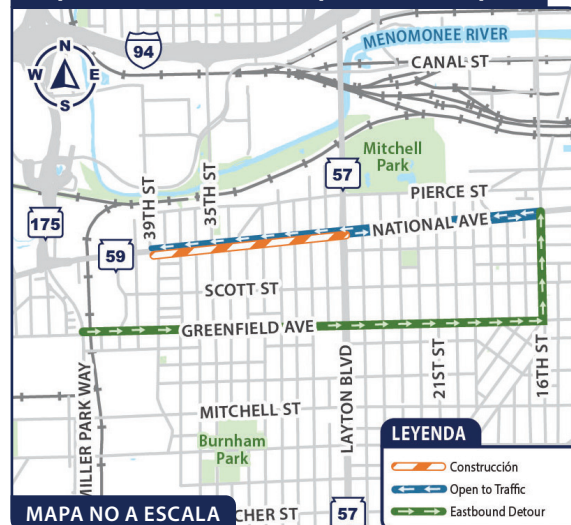 N
W E
S
94
MENOMONEE RIVER
CANAL ST
Mitchell
Park
57
PIERCE ST
39TH ST
35TH ST
175
59
NATIONAL AVE
SCOTT ST
GREENFIELD AVE
MILLER PARK WAY
LAYTON BLVD
21ST ST
16TH ST
MITCHELL ST
Burnham
Park
57
MAPA NO A ESCALA
LEYENDA
Construcción
Open to Traffic
Eastbound Detour